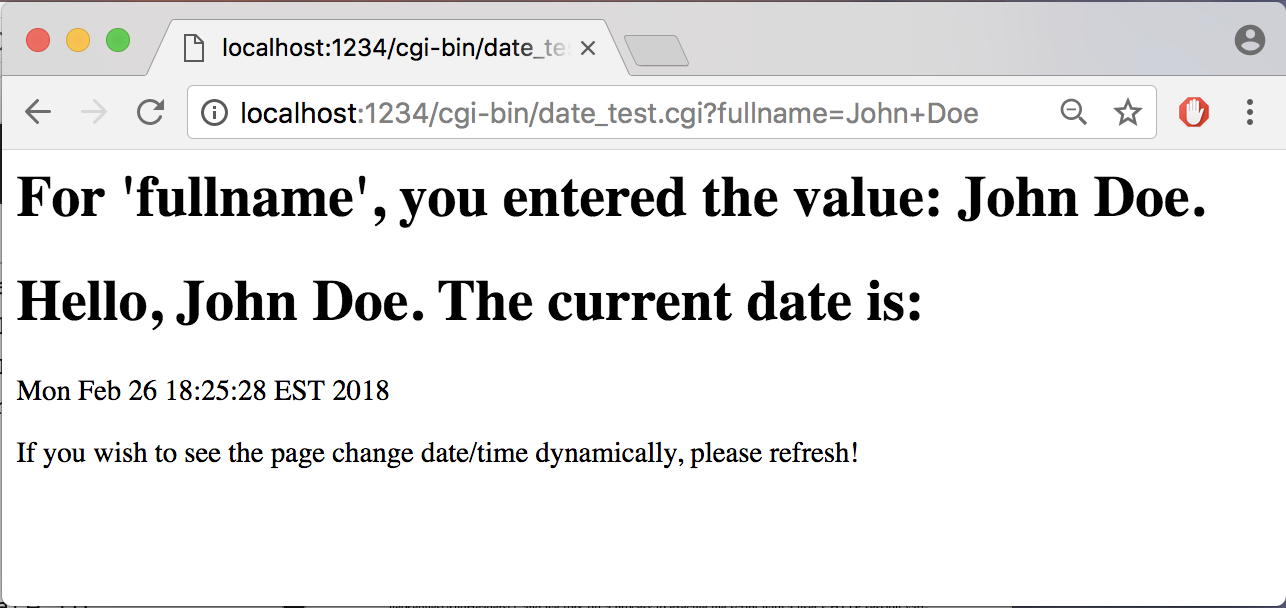 localhost:1234/cgi-bin/date_te
localhost:1234/cgi-bin/date_test.cgi?fullname=John+Doe
For 'fullname', you entered the value: John Doe.
Hello, John Doe. The current date is:
Mon Feb 26 18:25:28 EST 2018
If you wish to see the page change date/time dynamically, please refresh!